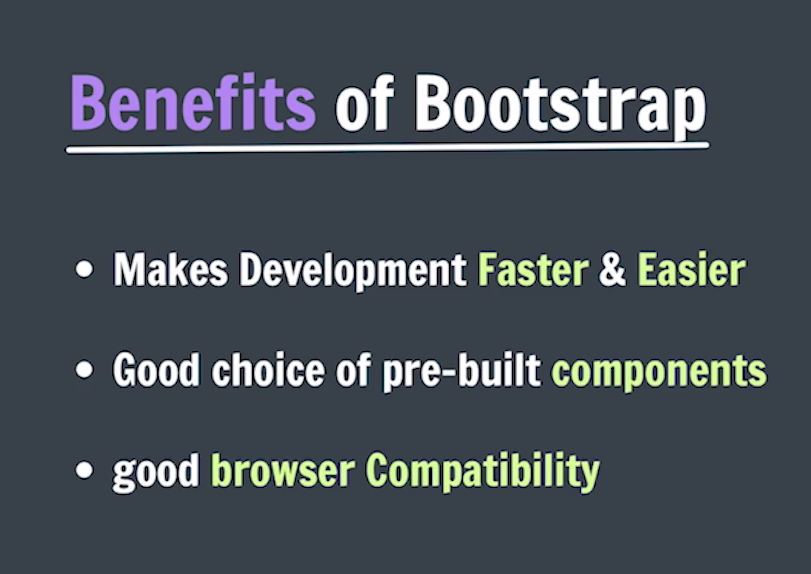 Benefits of Bootstrap
• Makes Development Faster & Easier
• Good choice of pre-built components
• good browser Compatibility